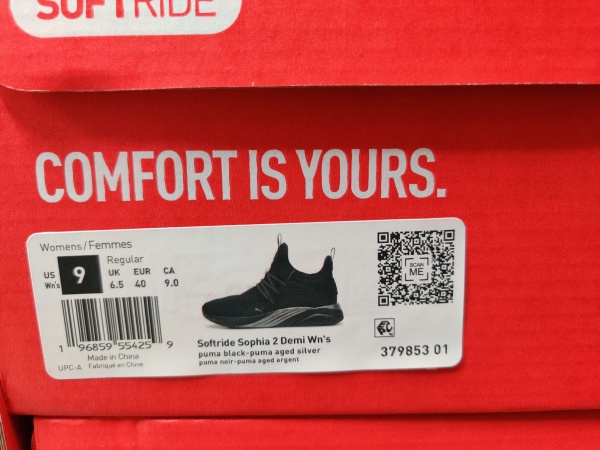 SOFTRIDE
COMFORT IS YOURS.
Womens/Femmes
Regular
US UK EUR CA
Wn's 9 6.5 40 9.0
1 96859 55425 9
Made in China
UPC-A Fabriqué en Chine
Softride Sophia 2 Demi Wn's
puma black-puma aged silver
puma noir-puma aged argent
SCAN
ME
379853 01